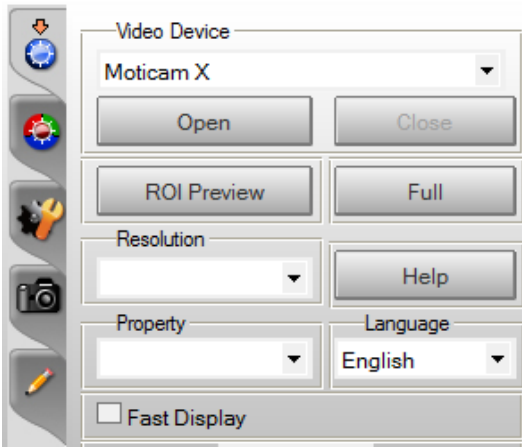 Video Device
Moticam X
Open Close
ROI Preview Full
Resolution
Help
Property Language
English
Fast Display